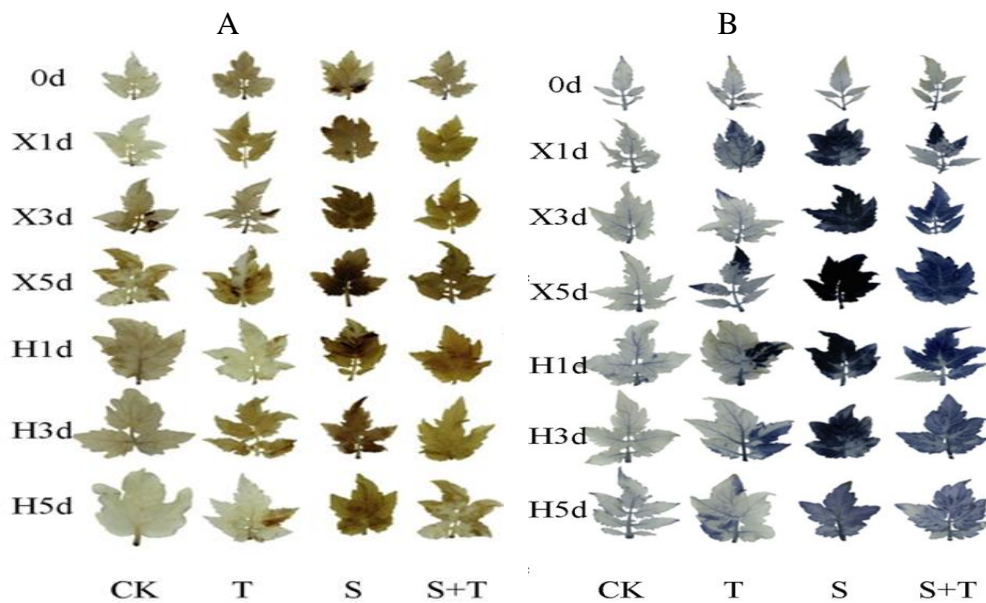 A B
0d 0d
X1d X1d
X3d X3d
X5d X5d
H1d H1d
H3d H3d
H5d H5d
CK T S S+T CK T S S+T